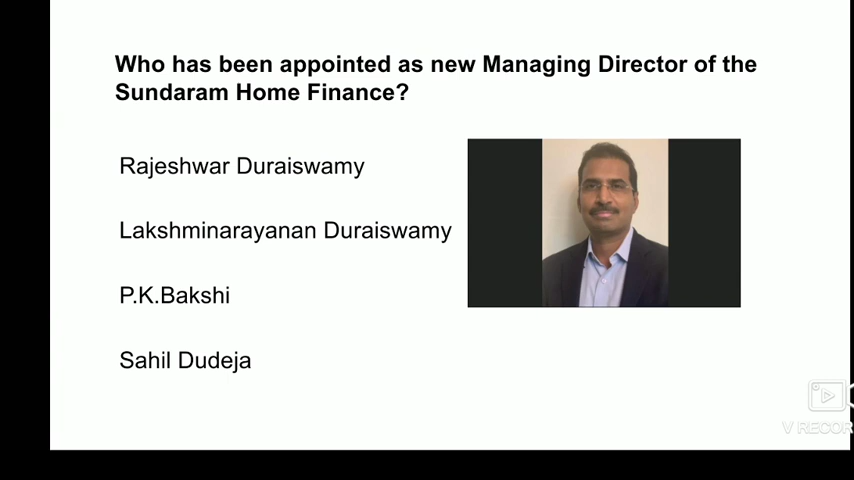 Who has been appointed as new Managing Director of the
Sundaram Home Finance?
Rajeshwar Duraiswamy
Lakshminarayanan Duraiswamy
P.K.Bakshi
Sahil Dudeja
V RECOR